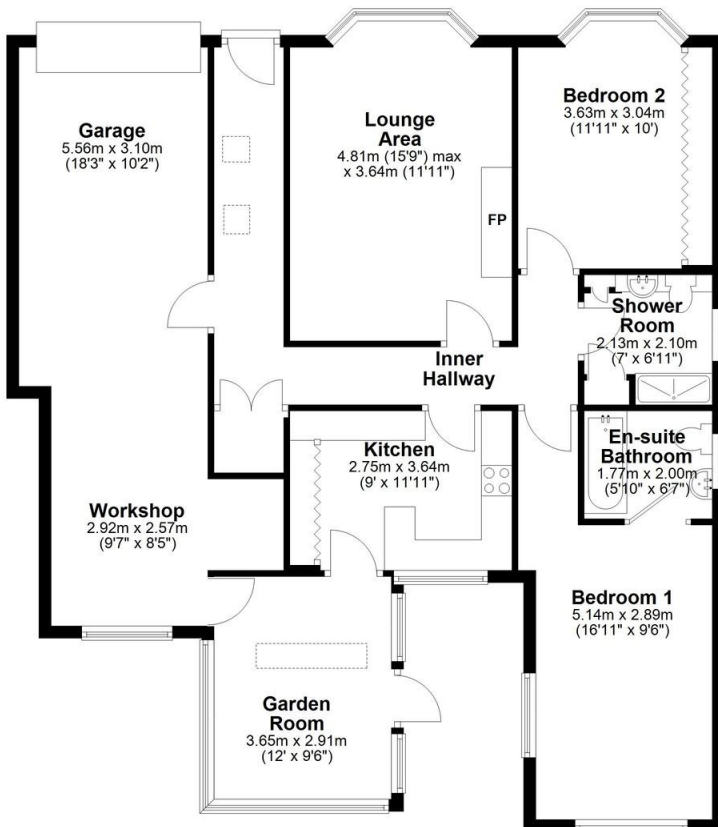 Garage
5.56m x 3.10m
(18'3" x 10'2")
Lounge
Area
4.81m (15'9") max
x 3.64m (11'11")
FP
Bedroom 2
3.63m x 3.04m
(11'11" x 10')
Shower
Room
2.13m x 2.10m
(7' x 6'11")
Inner
Hallway
Kitchen
2.75m x 3.64m
(9' x 11'11")
En-suite
Bathroom
1.77m x 2.00m
(5'10" x 6'7")
Workshop
2.92m x 2.57m
(9'7" x 8'5")
Bedroom 1
5.14m x 2.89m
(16'11" x 9'6")
Garden
Room
3.65m x 2.91m
(12' x 9'6")